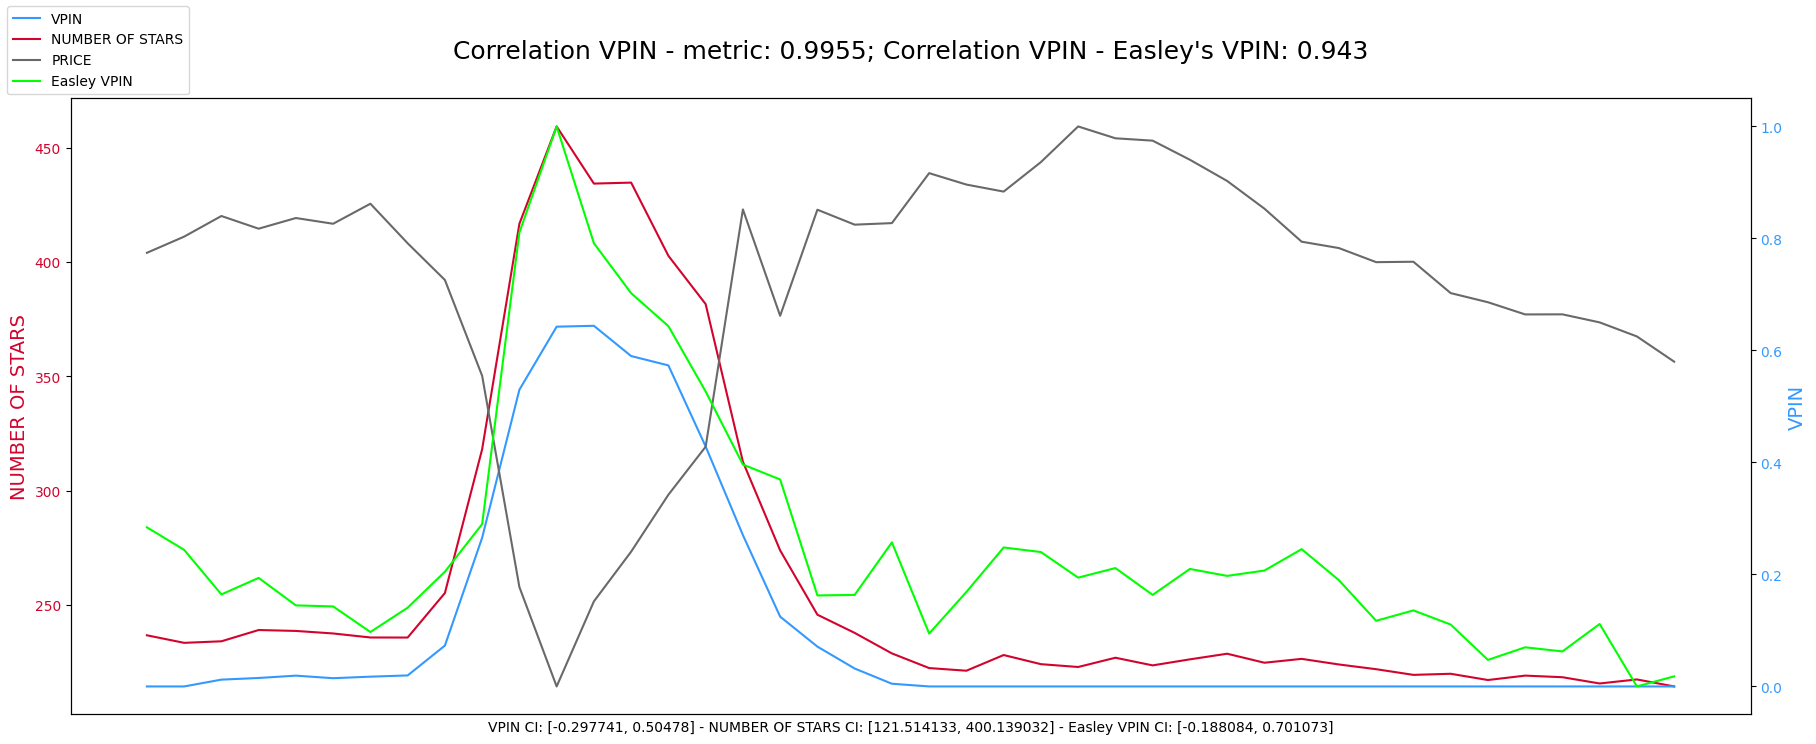 VPIN
NUMBER OF STARS
PRICE
Easley VPIN
Correlation VPIN - metric: 0.9955; Correlation VPIN - Easley's VPIN: 0.943
NUMBER OF STARS
450
400
350
300
250
1.0
0.8
0.6
0.4
0.2
0.0
VPIN
VPIN CI: [-0.297741, 0.50478] - NUMBER OF STARS CI: [121.514133, 400.139032] - Easley VPIN CI: [-0.188084, 0.701073]